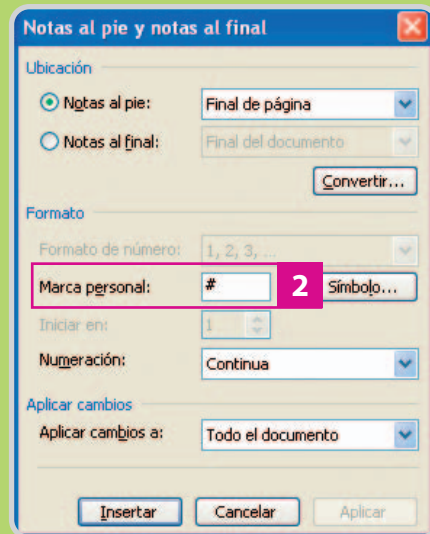 Notas al pie y notas al final
Ubicación
Notas al pie: Final de página
Notas al final: Final del documento
Convertir...
Formato
Formato de número: 1, 2, 3, ...
Marca personal: # 2 Símbolo...
Iniciar en: 1
Numeración: Continua
Aplicar cambios
Aplicar cambios a: Todo el documento
Insertar Cancelar Aplicar